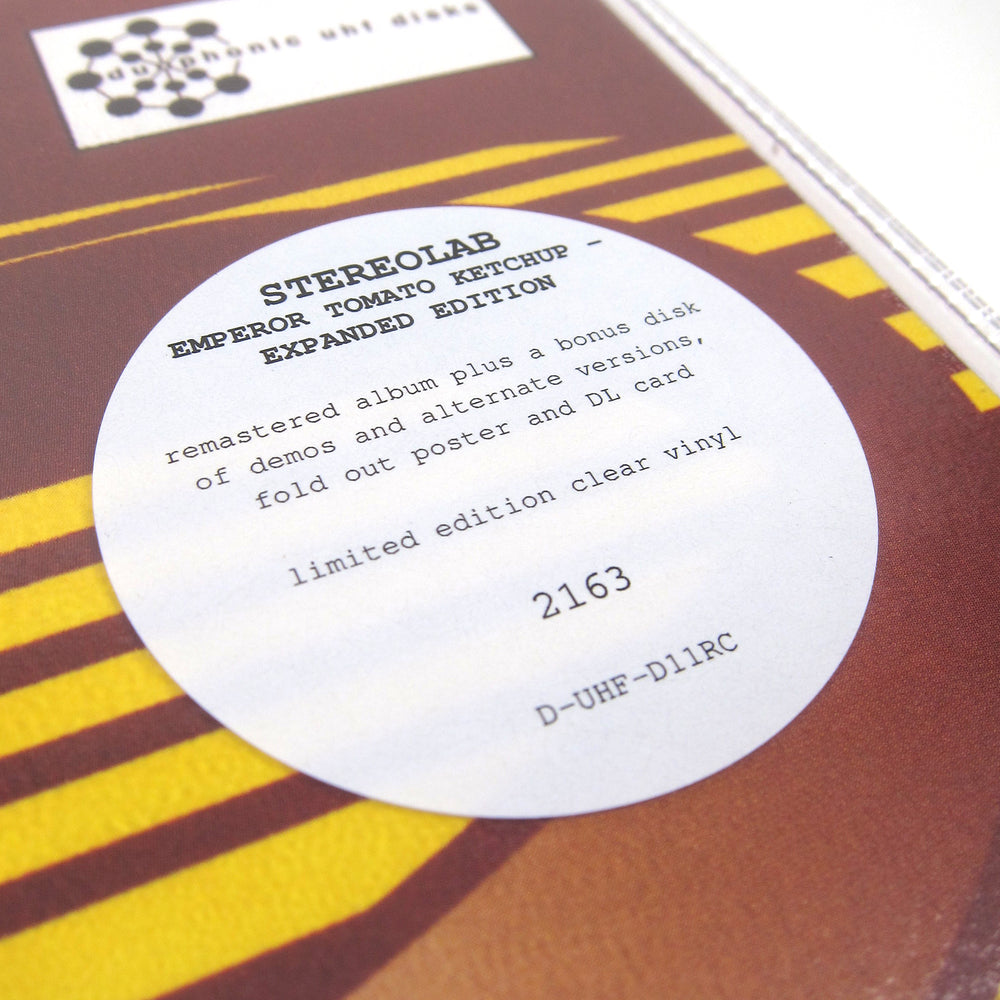 duophonic uhf disks
STEREOLAB
EMPEROR TOMATO KETCHUP -
EXPANDED EDITION
remastered album plus a bonus disk
of demos and alternate versions,
fold out poster and DL card
limited edition clear vinyl
2163
D-UHF-D11RC